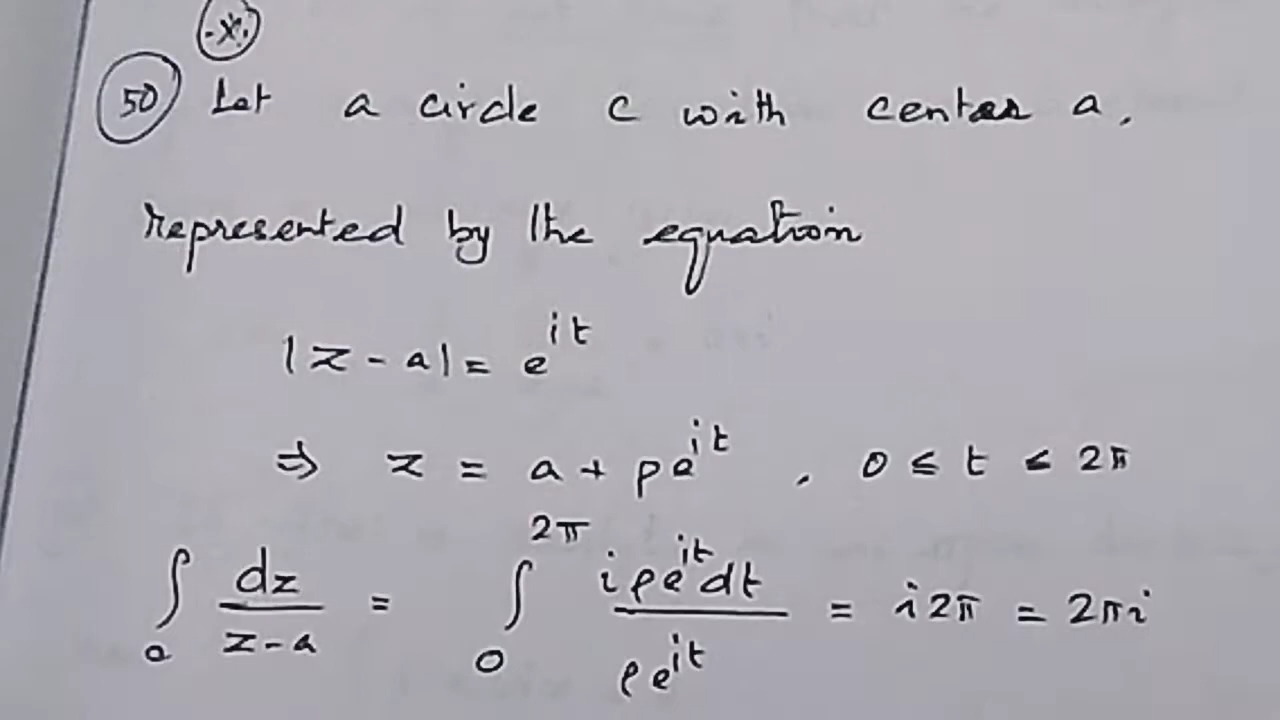 -X.
50 Let a circle C with center a,
represented by the equation
|z - a| = e^{it}
⇒ z = a + ρe^{it}, 0 ≤ t ≤ 2π
∫_a dz/(z-a) = ∫_0^{2π} iρe^{it}dt/ρe^{it} = i2π = 2πi